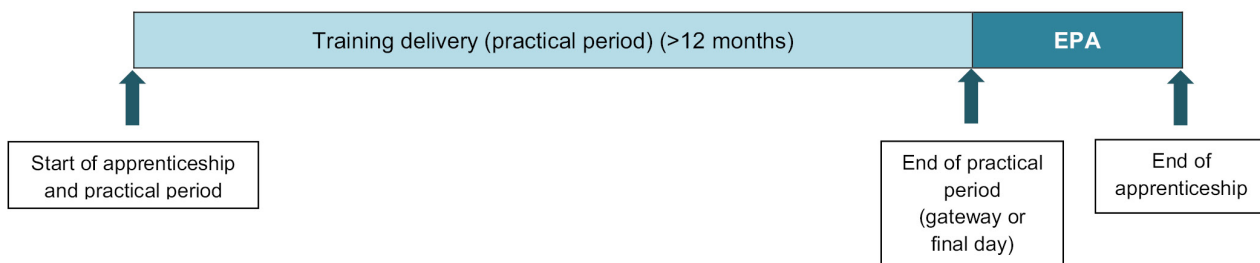 Training delivery (practical period) (>12 months)
EPA
Start of apprenticeship
and practical period
End of practical
period
(gateway or
final day)
End of
apprenticeship